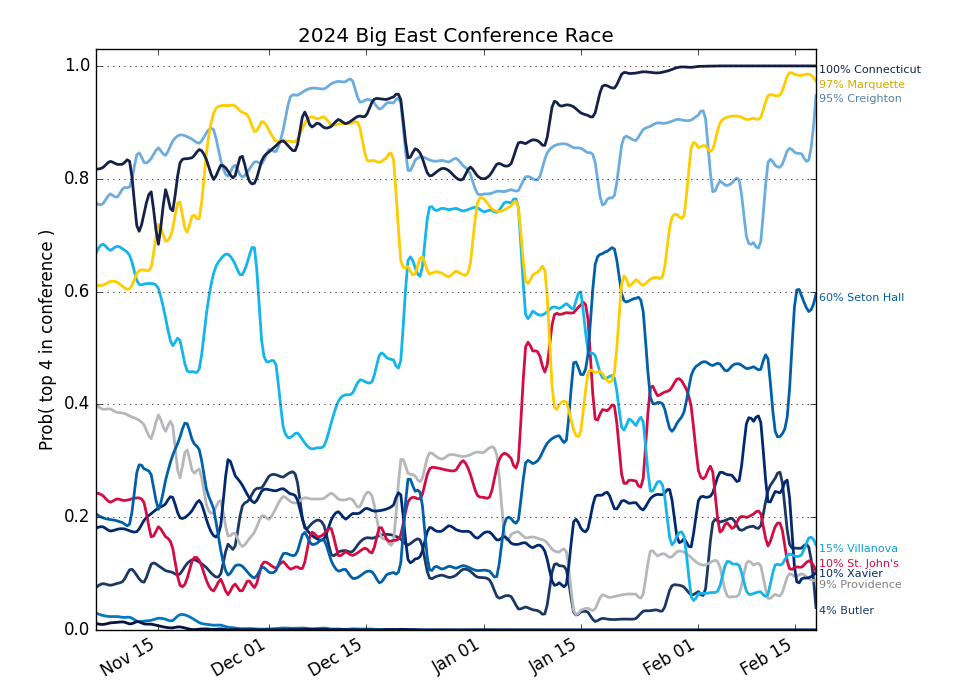 2024 Big East Conference Race
Prob( top 4 in conference )
1.0
0.8
0.6
0.4
0.2
0.0
Nov 15
Dec 01
Dec 15
Jan 01
Jan 15
Feb 01
Feb 15
100% Connecticut
97% Marquette
95% Creighton
60% Seton Hall
15% Villanova
10% St. John's
10% Xavier
9% Providence
4% Butler